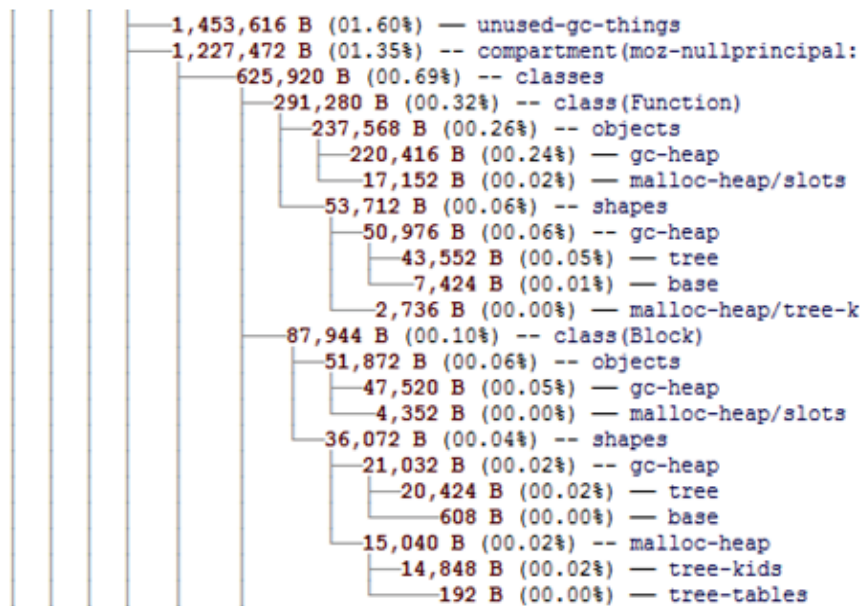 1,453,616 B (01.60%) — unused-gc-things
1,227,472 B (01.35%) -- compartment(moz-nullprincipal:
625,920 B (00.69%) -- classes
291,280 B (00.32%) -- class(Function)
237,568 B (00.26%) -- objects
220,416 B (00.24%) — gc-heap
17,152 B (00.02%) — malloc-heap/slots
53,712 B (00.06%) -- shapes
50,976 B (00.06%) -- gc-heap
43,552 B (00.05%) — tree
7,424 B (00.01%) — base
2,736 B (00.00%) — malloc-heap/tree-k
87,944 B (00.10%) -- class(Block)
51,872 B (00.06%) -- objects
47,520 B (00.05%) — gc-heap
4,352 B (00.00%) — malloc-heap/slots
36,072 B (00.04%) -- shapes
21,032 B (00.02%) -- gc-heap
20,424 B (00.02%) — tree
608 B (00.00%) — base
15,040 B (00.02%) -- malloc-heap
14,848 B (00.02%) — tree-kids
192 B (00.00%) — tree-tables